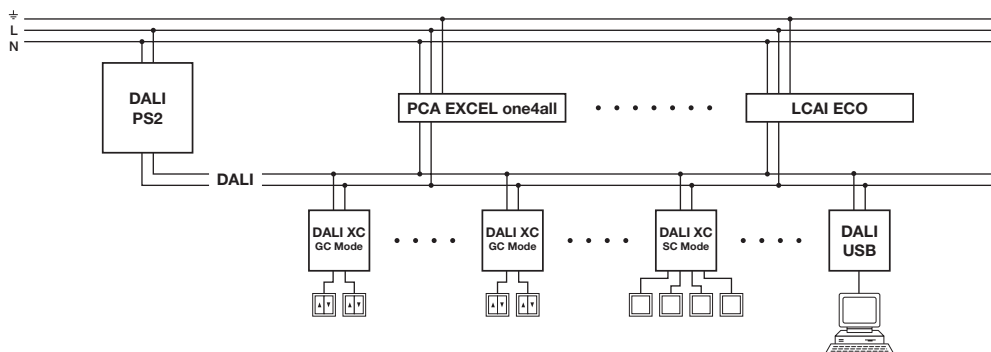 L
N
DALI
PS2
PCA EXCEL one4all
LCAI ECO
DALI
DALI XC
GC Mode
DALI XC
GC Mode
DALI XC
SC Mode
DALI
USB